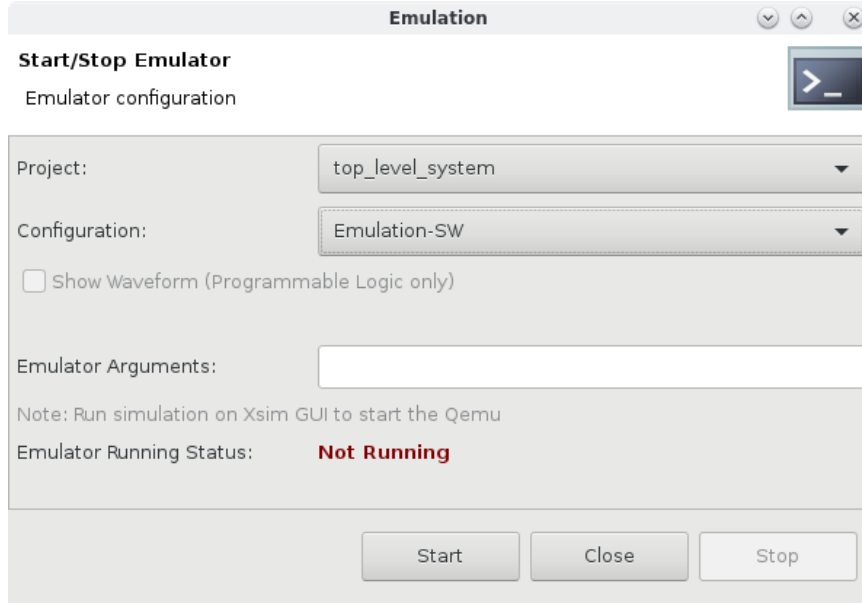 Emulation
Start/Stop Emulator
Emulator configuration
>_
Project: top_level_system
Configuration: Emulation-SW
Show Waveform (Programmable Logic only)
Emulator Arguments:
Note: Run simulation on Xsim GUI to start the Qemu
Emulator Running Status: Not Running
Start Close Stop